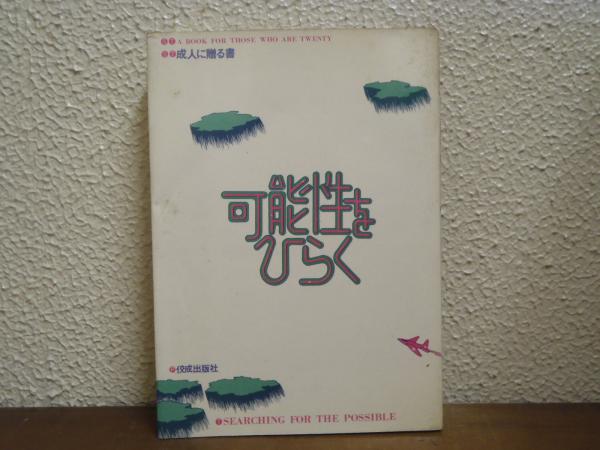 A BOOK FOR THOSE WHO ARE TWENTY
成人に贈る書
可能性を
ひらく
佼成出版社
SEARCHING FOR THE POSSIBLE